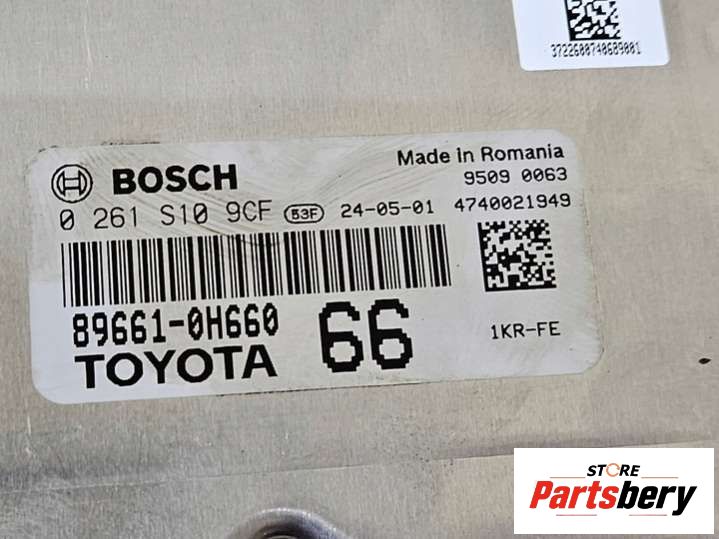 3722600740689001
BOSCH
Made in Romania
9509 0063
0 261 S10 9CF 53F 24-05-01 4740021949
89661-0H660
66
TOYOTA
1KR-FE
STORE
Partsbery